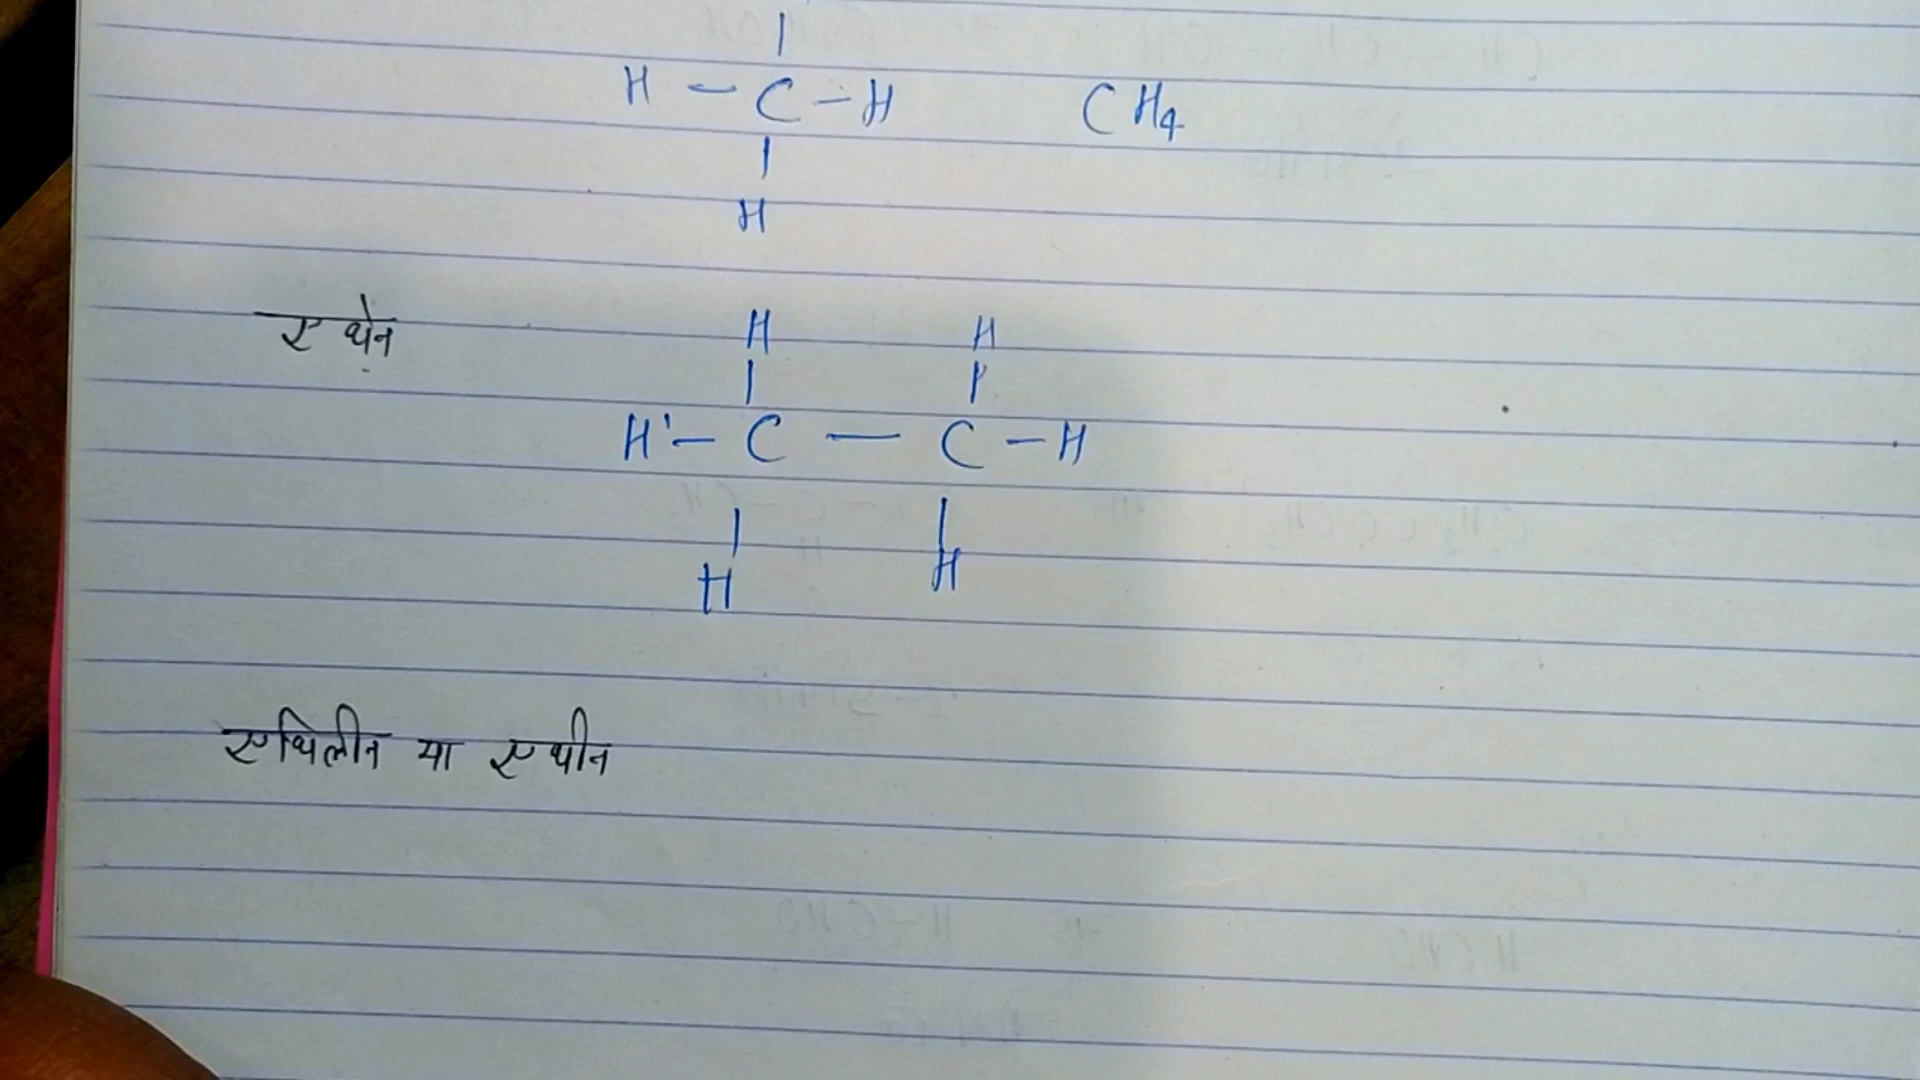 |
H – C – H CH4
|
H
एथेन
H H
| |
H – C — C – H
| |
H H
एथिलीन या एथीन